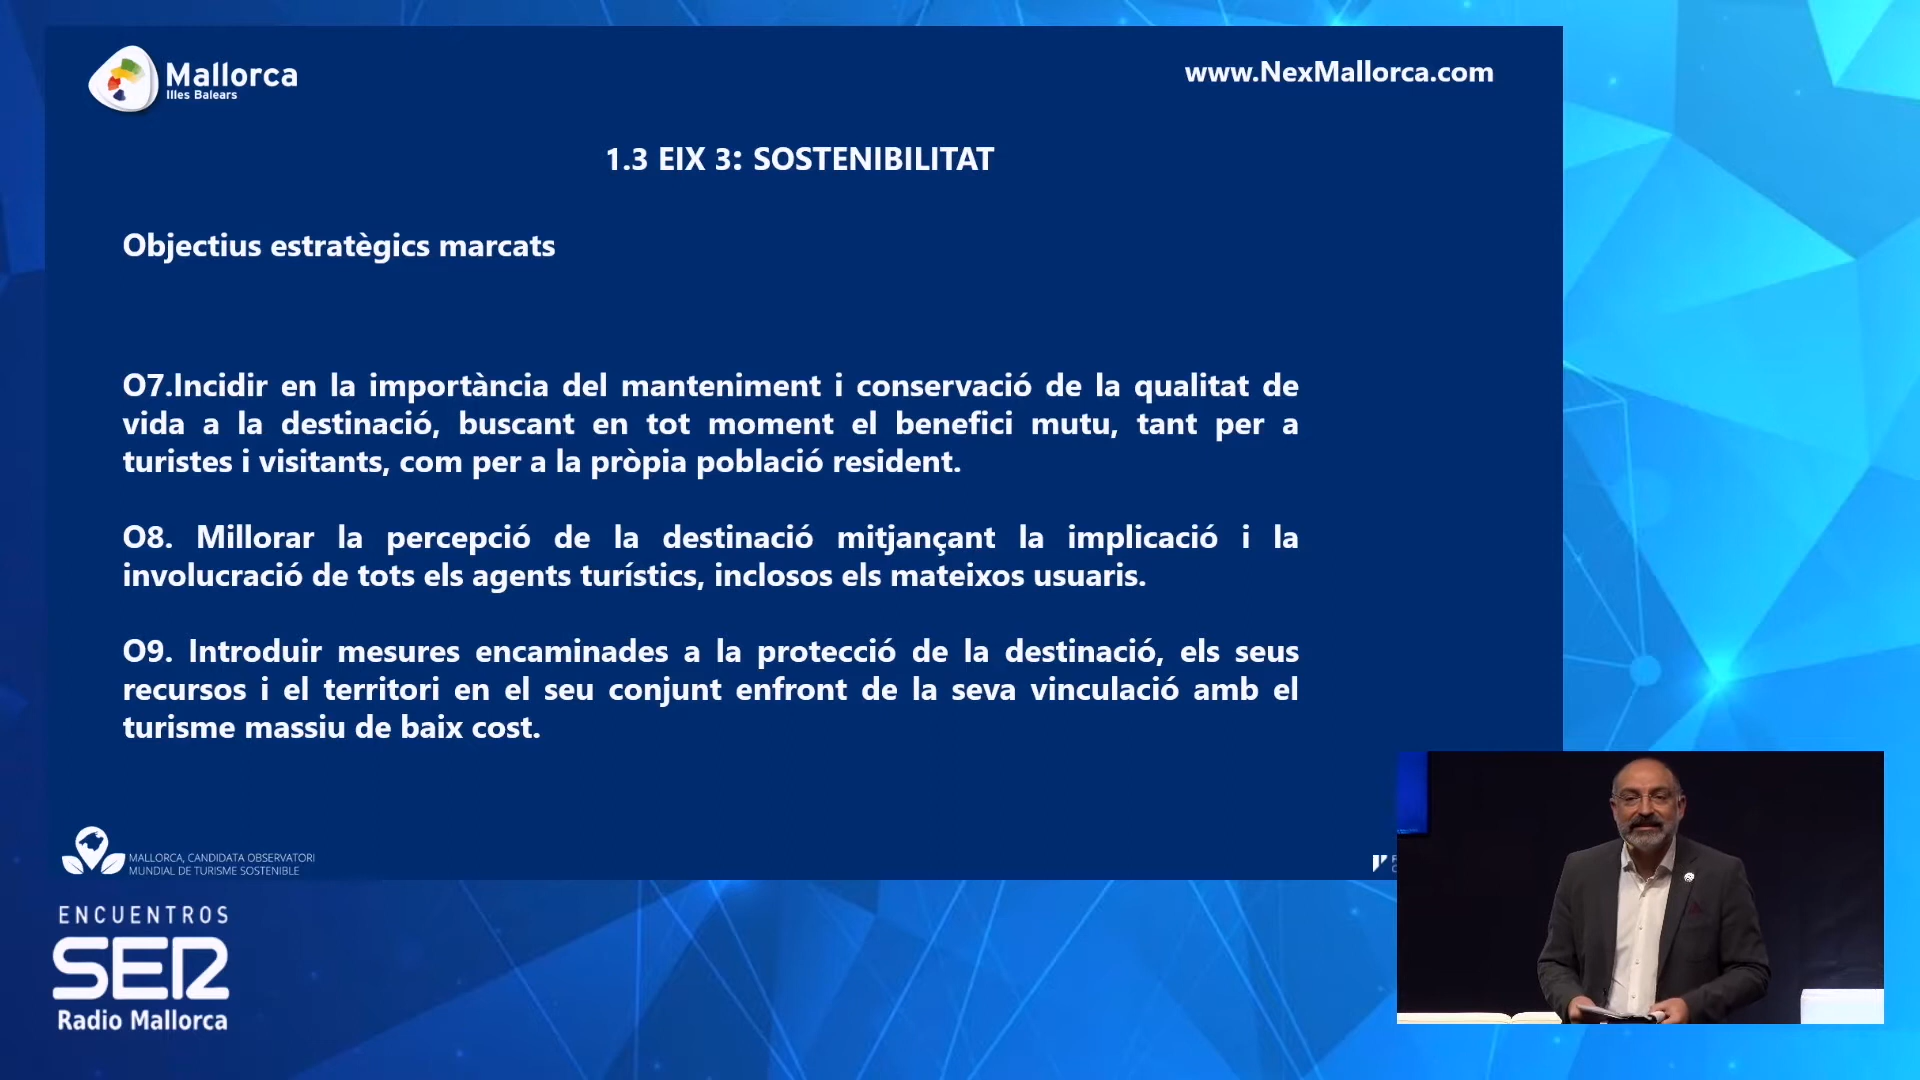 Mallorca
Illes Balears
www.NexMallorca.com
1.3 EIX 3: SOSTENIBILITAT
Objectius estratègics marcats
O7.Incidir en la importància del manteniment i conservació de la qualitat de
vida a la destinació, buscant en tot moment el benefici mutu, tant per a
turistes i visitants, com per a la pròpia població resident.
O8. Millorar la percepció de la destinació mitjançant la implicació i la
involucració de tots els agents turístics, inclosos els mateixos usuaris.
O9. Introduir mesures encaminades a la protecció de la destinació, els seus
recursos i el territori en el seu conjunt enfront de la seva vinculació amb el
turisme massiu de baix cost.
MALLORCA, CANDIDATA OBSERVATORI
MUNDIAL DE TURISME SOSTENIBLE
ENCUENTROS
SER
Radio Mallorca